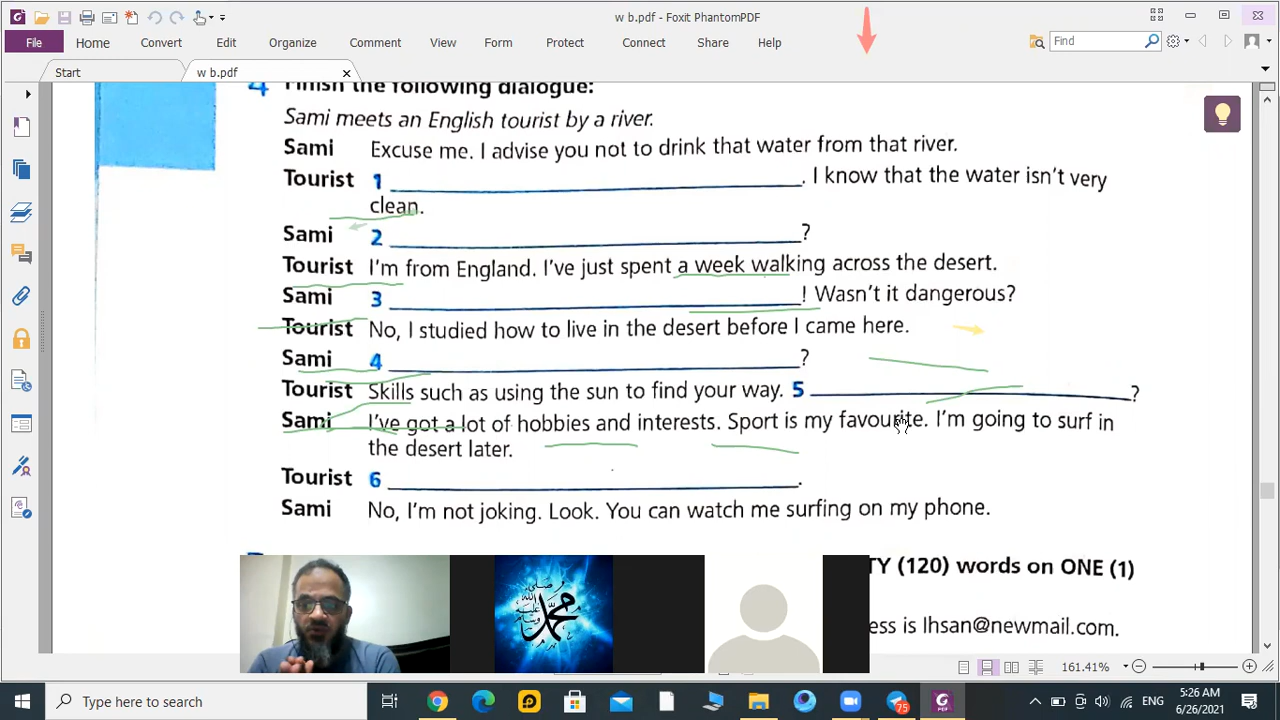 w b.pdf - Foxit PhantomPDF
File Home Convert Edit Organize Comment View Form Protect Connect Share Help Find
Start w b.pdf
4 Finish the following dialogue:
Sami meets an English tourist by a river.
Sami Excuse me. I advise you not to drink that water from that river.
Tourist 1 . I know that the water isn't very
clean.
Sami 2 ?
Tourist I'm from England. I've just spent a week walking across the desert.
Sami 3 ! Wasn't it dangerous?
Tourist No, I studied how to live in the desert before I came here.
Sami 4 ?
Tourist Skills such as using the sun to find your way. 5 ?
Sami I've got a lot of hobbies and interests. Sport is my favourite. I'm going to surf in
the desert later.
Tourist 6 .
Sami No, I'm not joking. Look. You can watch me surfing on my phone.
TY (120) words on ONE (1)
ess is Ihsan@newmail.com.
محمد
صلى الله عليه وسلم
161.41%
Type here to search
75
PDF
ENG
5:26 AM
6/26/2021